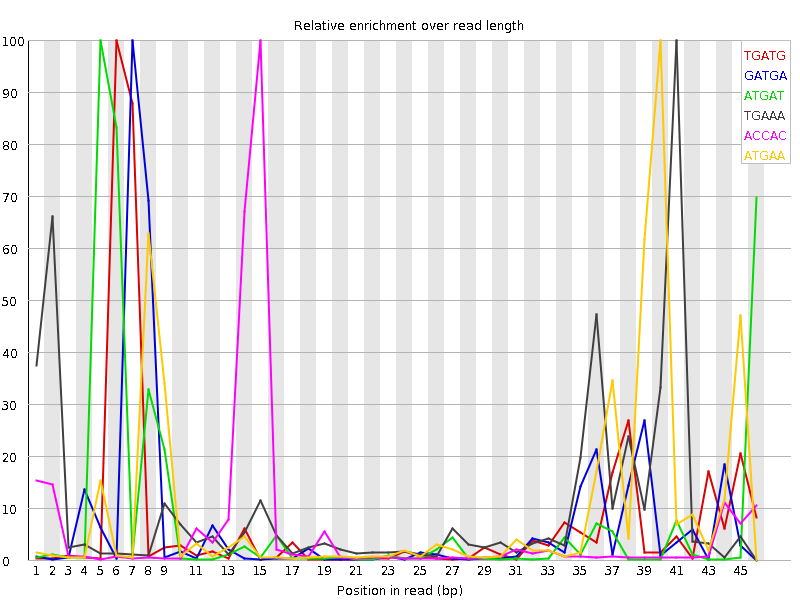 Relative enrichment over read length
100
90
80
70
60
50
40
30
20
10
0
TGATG
GATGA
ATGAT
TGAAA
ACCAC
ATGAA
1 2 3 4 5 6 7 8 9 11 13 15 17 19 21 23 25 27 29 31 33 35 37 39 41 43 45
Position in read (bp)